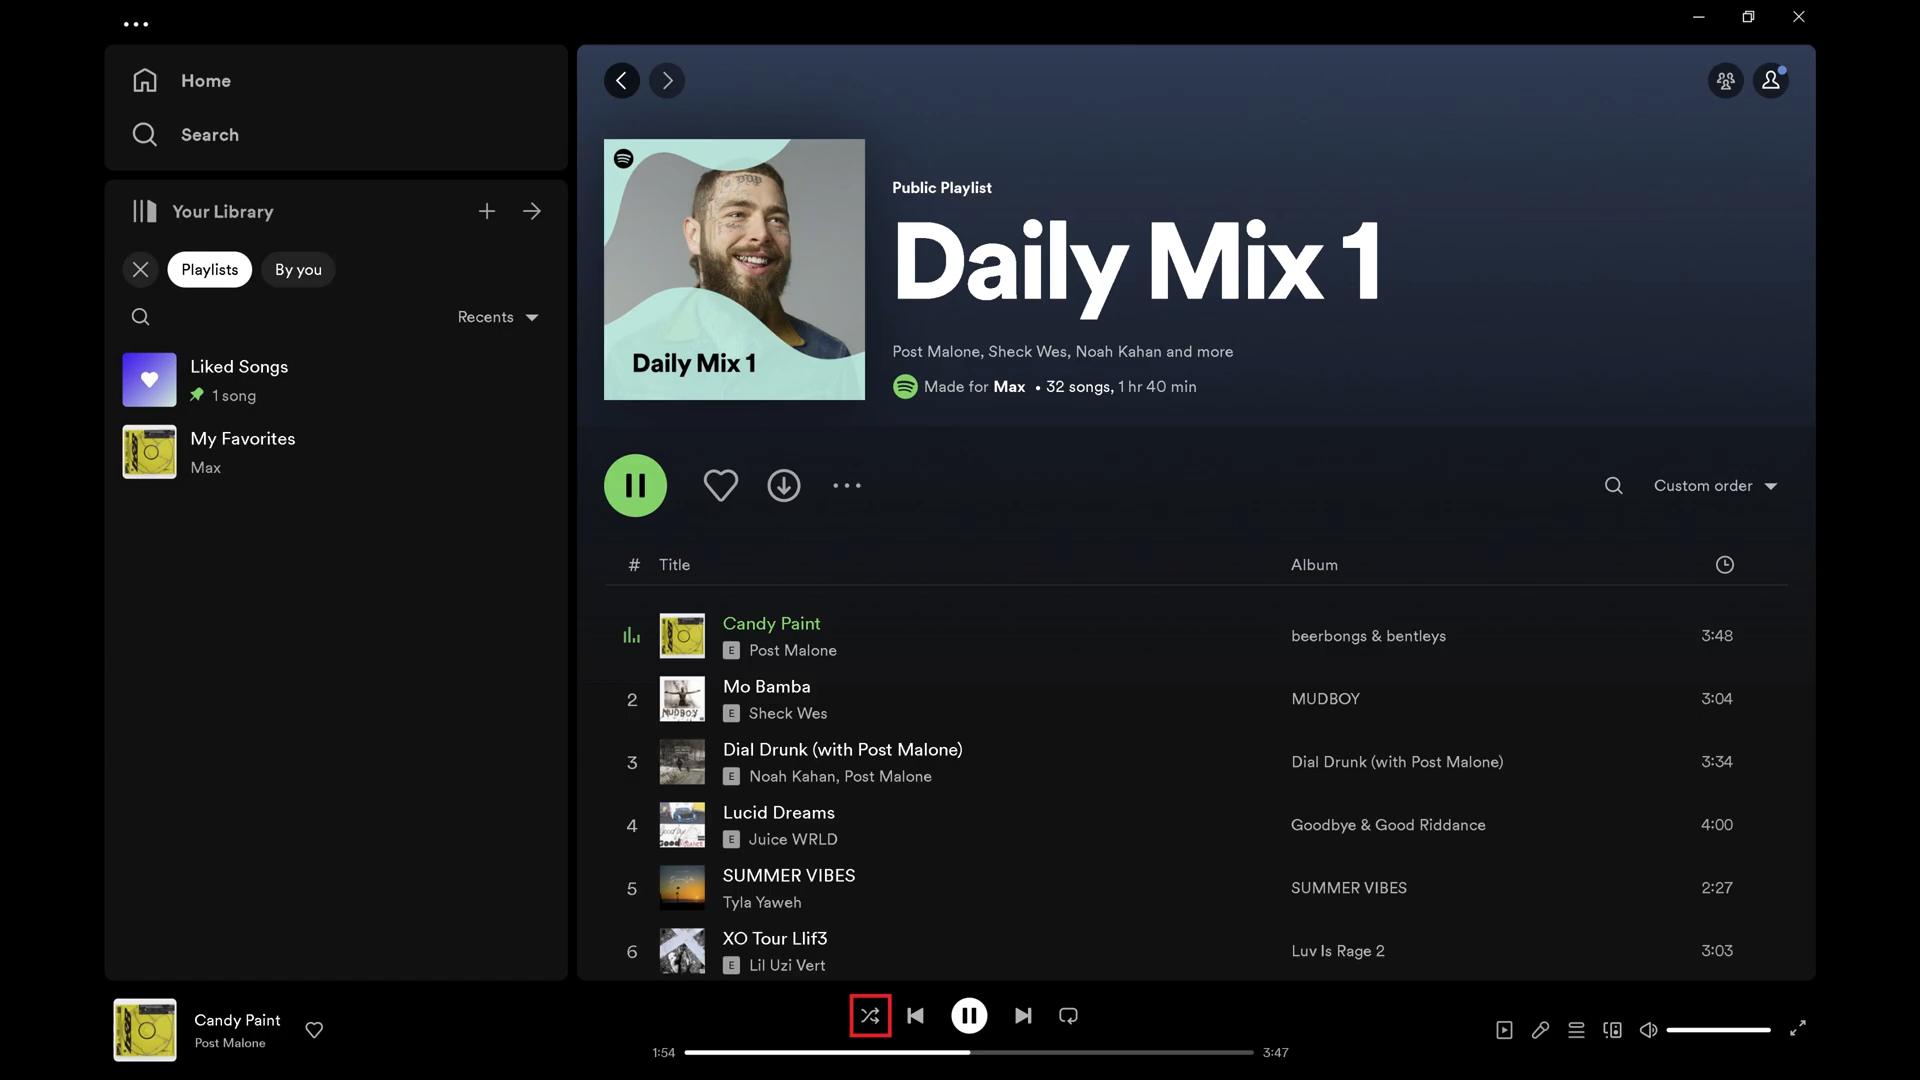 Home
Search
Your Library
Playlists
By you
Recents
Liked Songs
1 song
My Favorites
Max
Daily Mix 1
Public Playlist
Daily Mix 1
Post Malone, Sheck Wes, Noah Kahan and more
Made for Max • 32 songs, 1 hr 40 min
Custom order
# Title Album
Candy Paint
E Post Malone
beerbongs & bentleys
3:48
2
MUDBOY
Mo Bamba
E Sheck Wes
MUDBOY
3:04
3
Dial Drunk (with Post Malone)
E Noah Kahan, Post Malone
Dial Drunk (with Post Malone)
3:34
4
Lucid Dreams
E Juice WRLD
Goodbye & Good Riddance
4:00
5
SUMMER VIBES
Tyla Yaweh
SUMMER VIBES
2:27
6
XO Tour Llif3
E Lil Uzi Vert
Luv Is Rage 2
3:03
Candy Paint
Post Malone
1:54
3:47